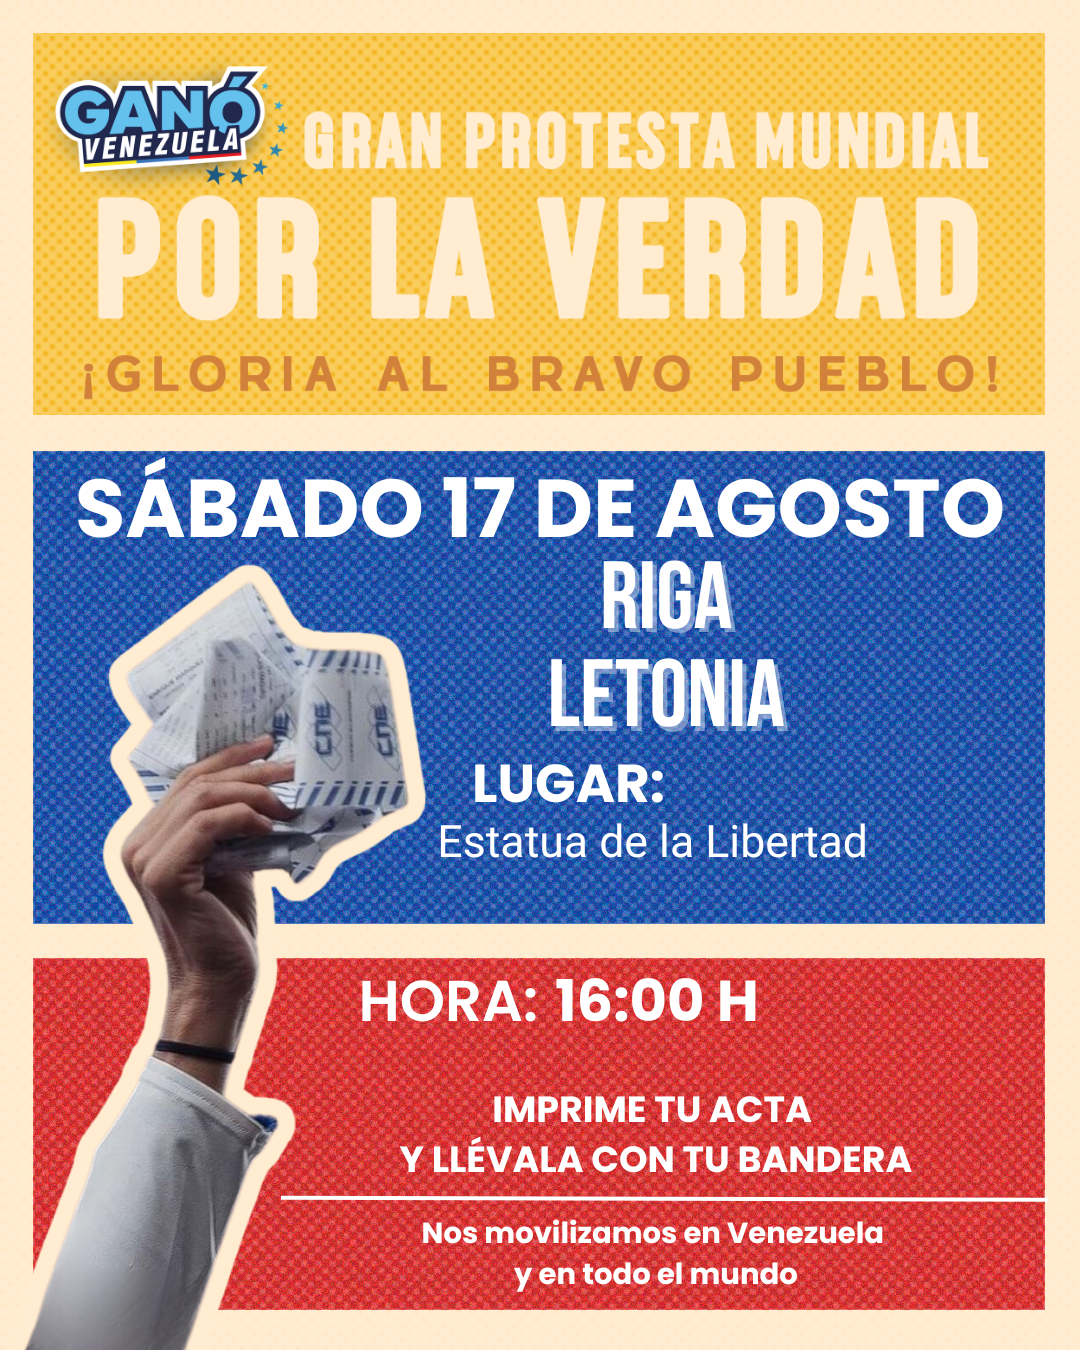 GANÓ
VENEZUELA
GRAN PROTESTA MUNDIAL
POR LA VERDAD
¡GLORIA AL BRAVO PUEBLO!
SÁBADO 17 DE AGOSTO
RIGA
LETONIA
LUGAR:
Estatua de la Libertad
CNE
CNE
HORA: 16:00 H
IMPRIME TU ACTA
Y LLÉVALA CON TU BANDERA
Nos movilizamos en Venezuela
y en todo el mundo